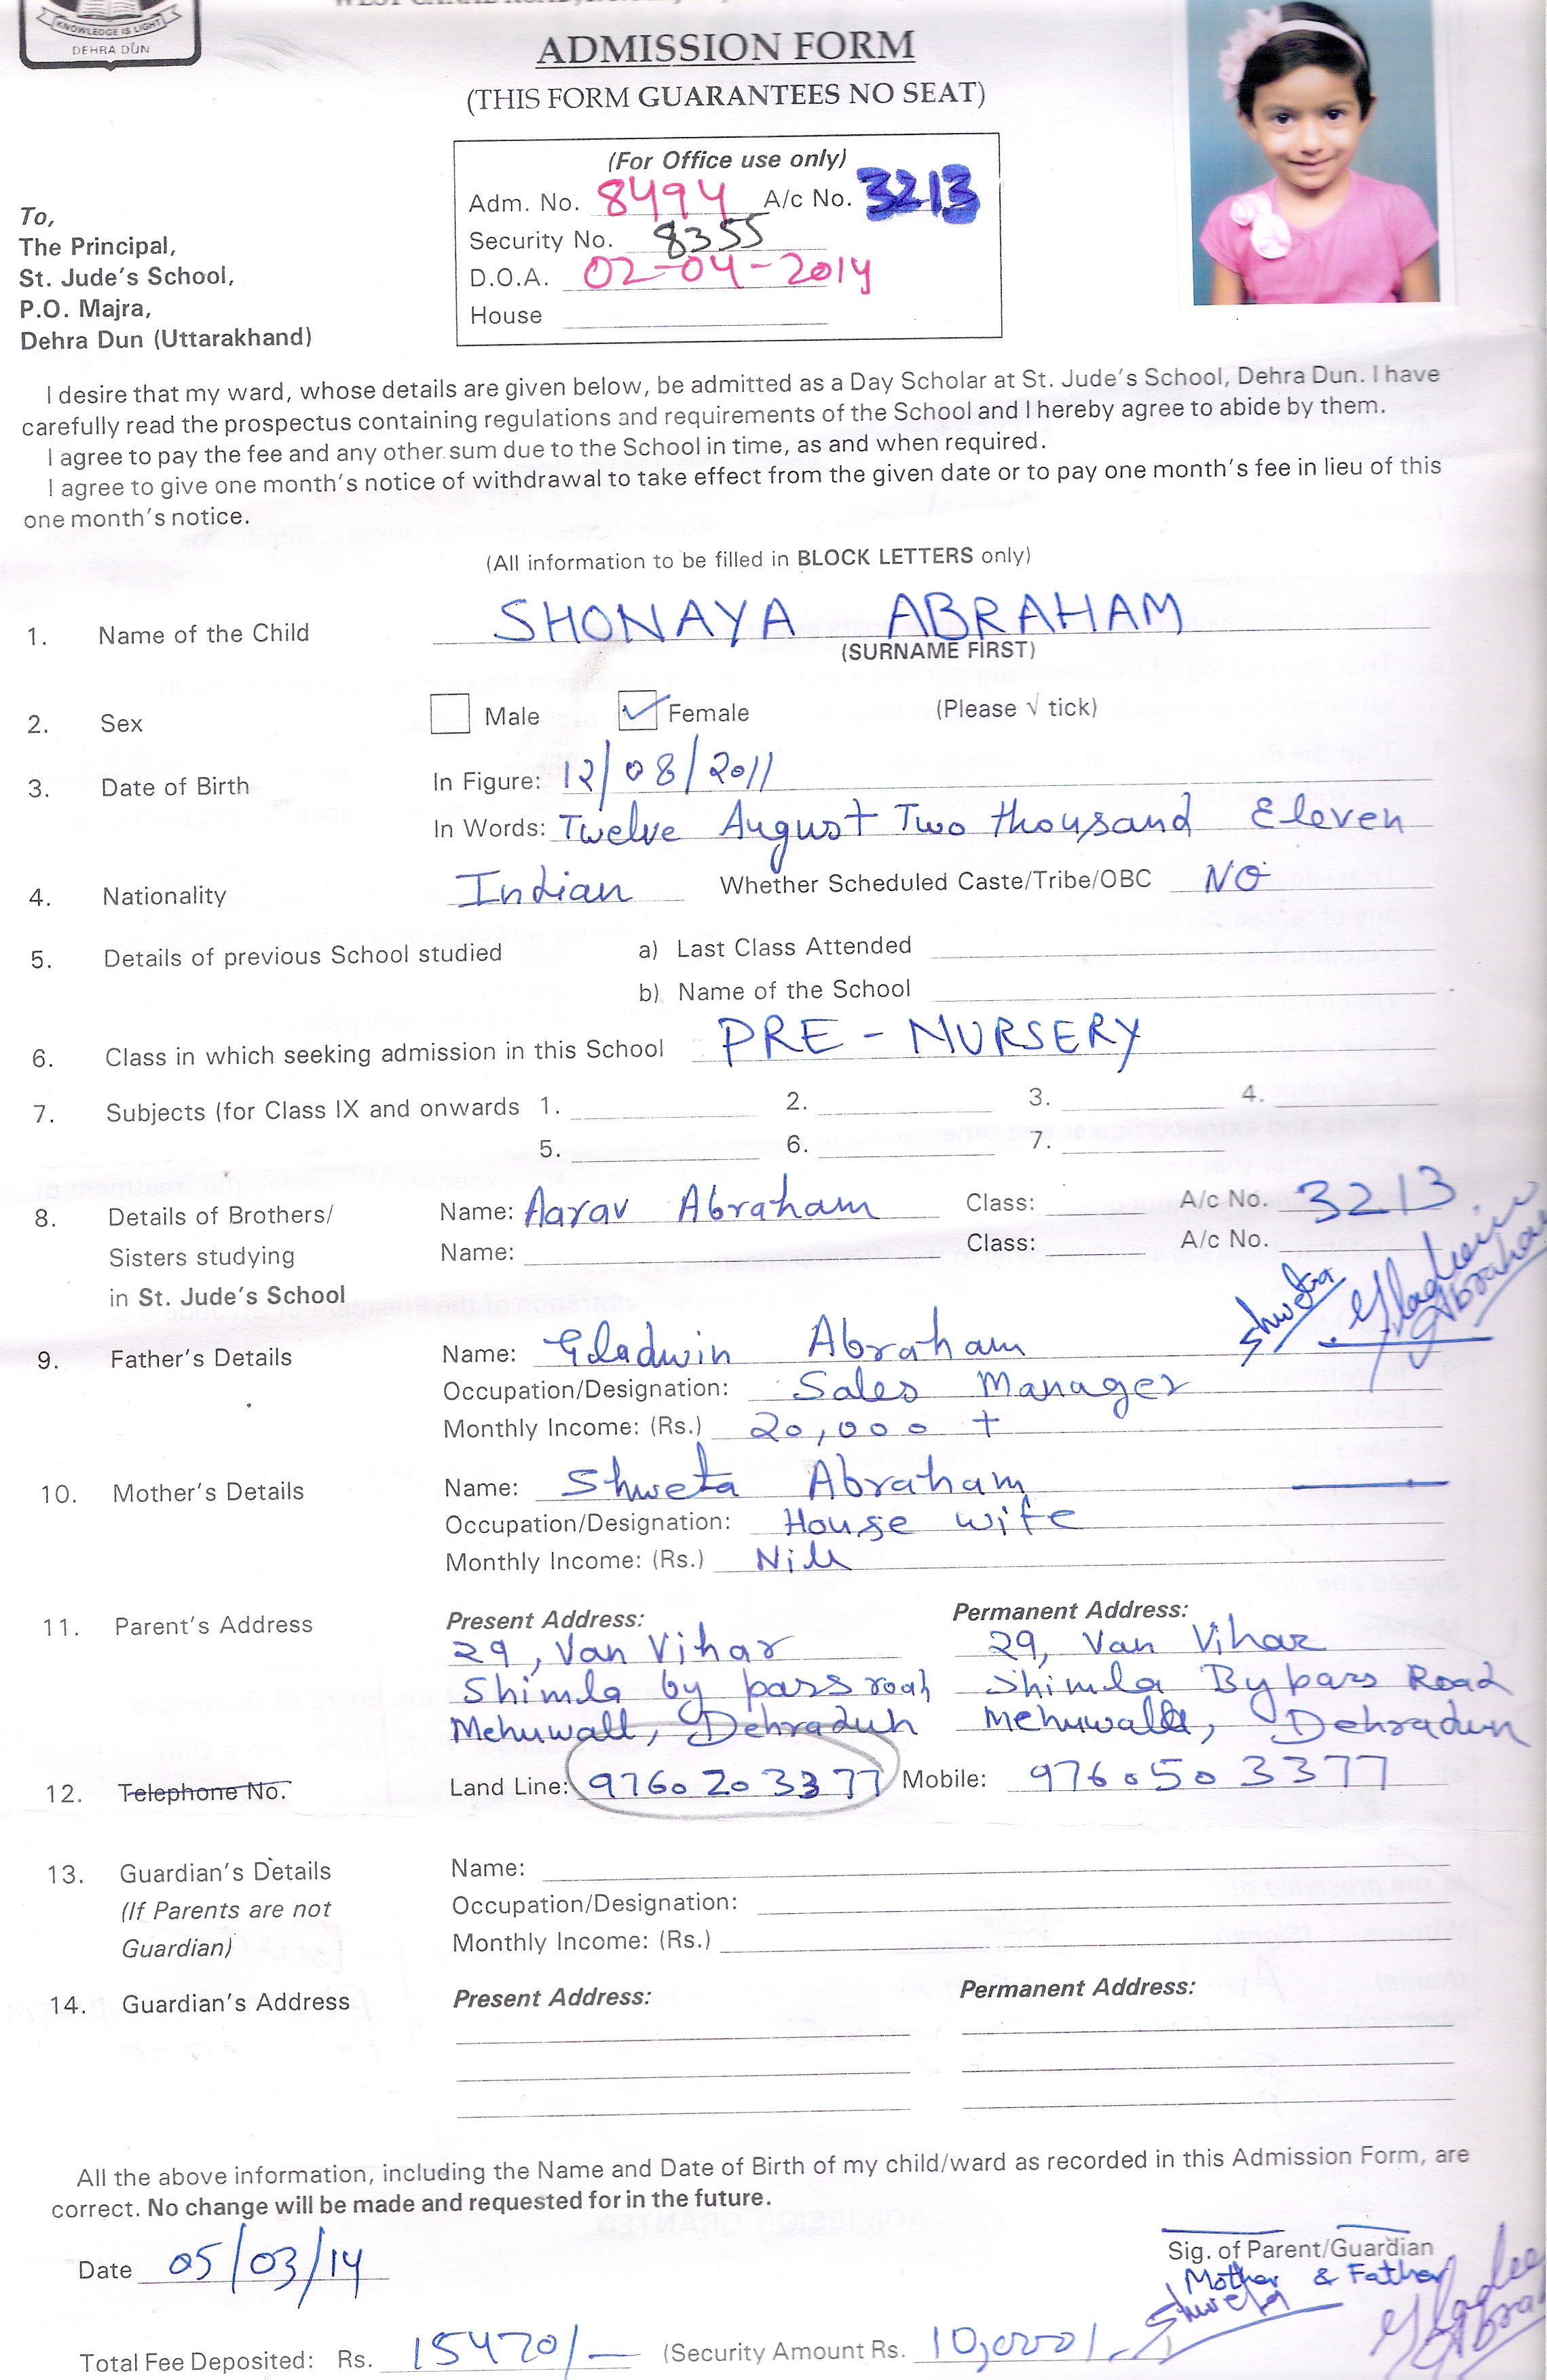 KNOWLEDGE IS LIGHT
DEHRA DUN
ADMISSION FORM
(THIS FORM GUARANTEES NO SEAT)
(For Office use only)
Adm. No. 8494 A/c No. 3213
Security No. 8355
D.O.A. 02-04-2014
House
To,
The Principal,
St. Jude's School,
P.O. Majra,
Dehra Dun (Uttarakhand)
I desire that my ward, whose details are given below, be admitted as a Day Scholar at St. Jude's School, Dehra Dun. I have
carefully read the prospectus containing regulations and requirements of the School and I hereby agree to abide by them.
I agree to pay the fee and any other sum due to the School in time, as and when required.
I agree to give one month's notice of withdrawal to take effect from the given date or to pay one month's fee in lieu of this
one month's notice.
(All information to be filled in BLOCK LETTERS only)
1. Name of the Child SHONAYA ABRAHAM
(SURNAME FIRST)
2. Sex Male ✓ Female (Please √ tick)
3. Date of Birth In Figure: 12/08/2011
In Words: Twelve August Two thousand Eleven
4. Nationality Indian Whether Scheduled Caste/Tribe/OBC NO
5. Details of previous School studied a) Last Class Attended
b) Name of the School
6. Class in which seeking admission in this School PRE - NURSERY
7. Subjects (for Class IX and onwards 1. 2. 3. 4.
5. 6. 7.
8. Details of Brothers/ Name: Aarav Abraham Class: A/c No. 3213
Sisters studying Name: Class: A/c No.
in St. Jude's School
Shweta Gladwin Abraham
9. Father's Details Name: Gladwin Abraham
Occupation/Designation: Sales Manager
Monthly Income: (Rs.) 20,000 +
10. Mother's Details Name: Shweta Abraham
Occupation/Designation: House wife
Monthly Income: (Rs.) Nill
11. Parent's Address Present Address: Permanent Address:
29, Van Vihar 29, Van Vihar
Shimla by pass road Shimla Bypass Road
Mehuwall, Dehradun Mehuwala, Dehradun
12. Telephone No. Land Line: 9760203377 Mobile: 9760503377
13. Guardian's Details Name:
(If Parents are not Occupation/Designation:
Guardian) Monthly Income: (Rs.)
14. Guardian's Address Present Address: Permanent Address:
All the above information, including the Name and Date of Birth of my child/ward as recorded in this Admission Form, are
correct. No change will be made and requested for in the future.
Date 05/03/14 Sig. of Parent/Guardian
Mother & Father
Shweta
Total Fee Deposited: Rs. 15470/- (Security Amount Rs. 10,000/-